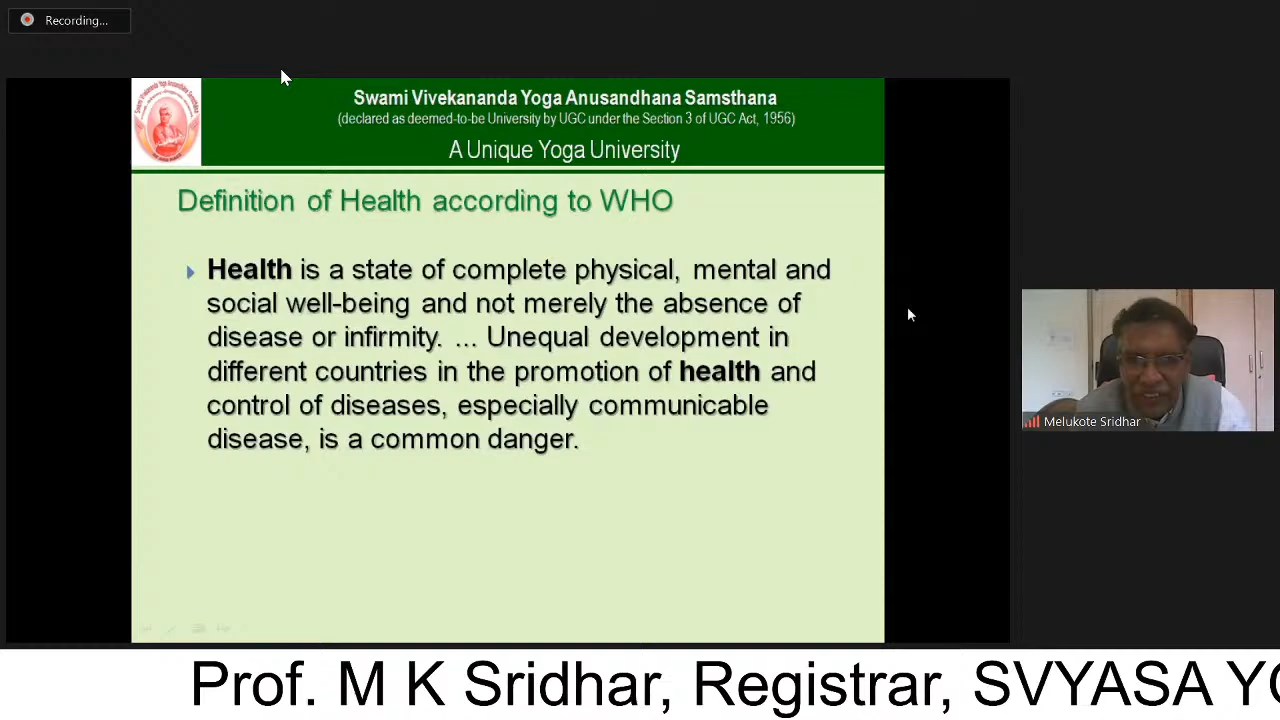 Recording...
Swami Vivekananda Yoga Anusandhana Samsthana
(declared as deemed-to-be University by UGC under the Section 3 of UGC Act, 1956)
A Unique Yoga University
Definition of Health according to WHO
Health is a state of complete physical, mental and
social well-being and not merely the absence of
disease or infirmity. ... Unequal development in
different countries in the promotion of health and
control of diseases, especially communicable
disease, is a common danger.
Melukote Sridhar
Prof. M K Sridhar, Registrar, SVYASA YO